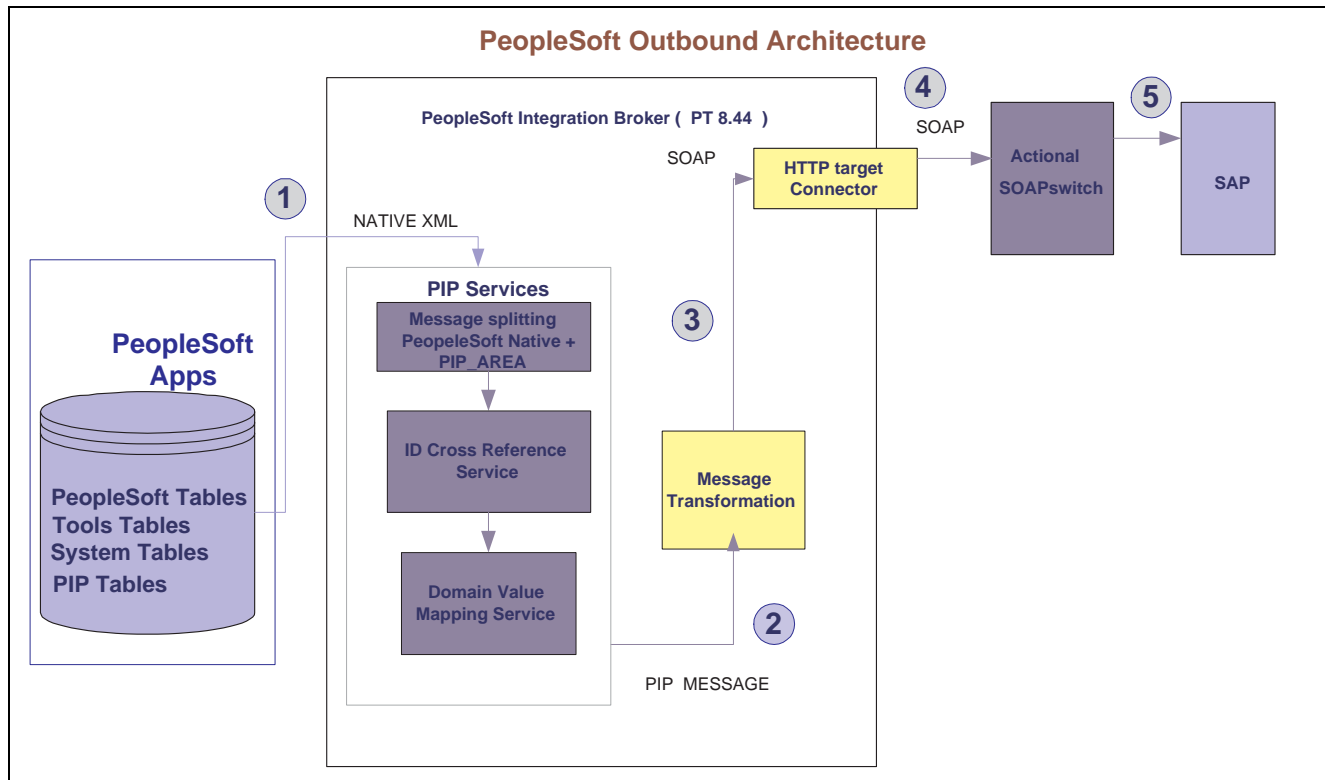 PeopleSoft Outbound Architecture
PeopleSoft Integration Broker ( PT 8.44 )
1
NATIVE XML
PeopleSoft
Apps
PeopleSoft Tables
Tools Tables
System Tables
PIP Tables
PIP Services
Message splitting
PeopeleSoft Native +
PIP_AREA
ID Cross Reference
Service
Domain Value
Mapping Service
2
PIP MESSAGE
Message
Transformation
3
SOAP
HTTP target
Connector
4
SOAP
Actional
SOAPswitch
5
SAP